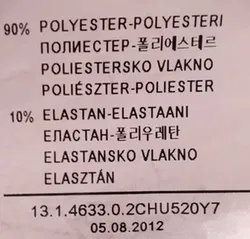 90% POLYESTER-POLYESTERI
ПОЛИЕСТЕР-폴리에스테르
POLIESTERSKO VLAKNO
POLIÉSZTER-POLIESTER
10% ELASTAN-ELASTAANI
ЕЛАСТАН-폴리우레탄
ELASTANSKO VLAKNO
ELASZTÁN
13.1.4633.0.2CHU520Y7
05.08.2012